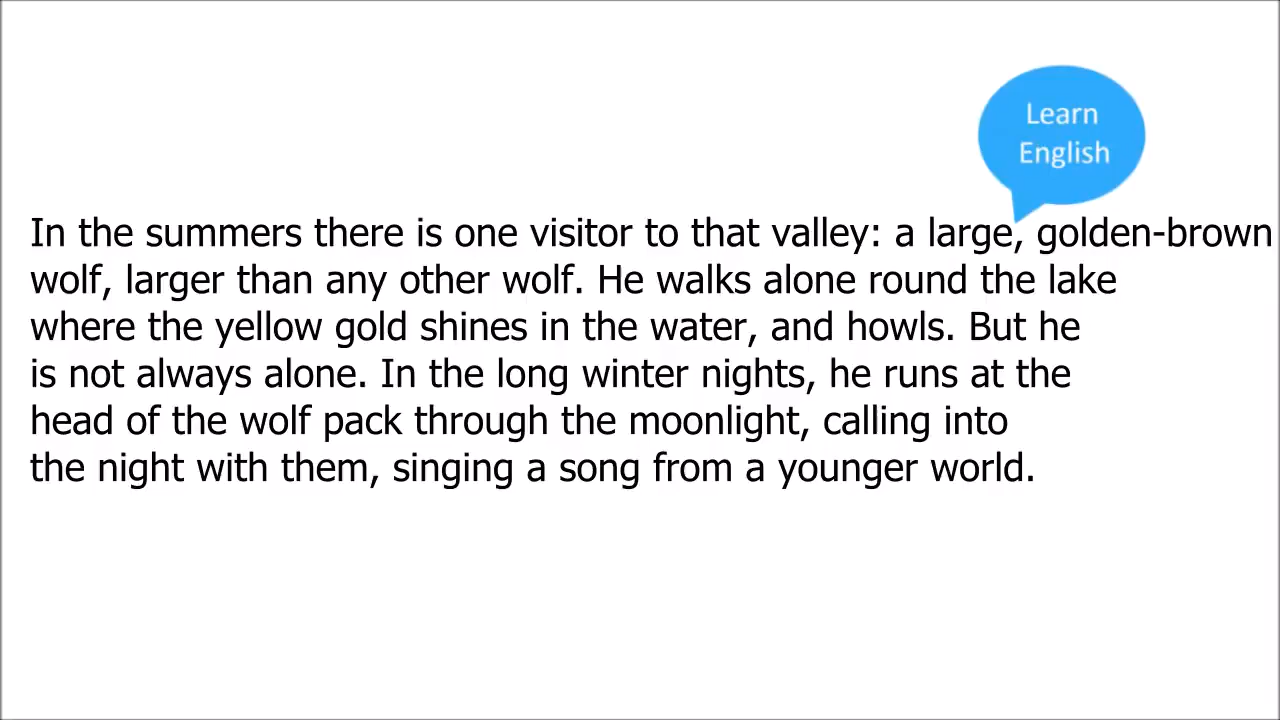 Learn
English
In the summers there is one visitor to that valley: a large, golden-brown
wolf, larger than any other wolf. He walks alone round the lake
where the yellow gold shines in the water, and howls. But he
is not always alone. In the long winter nights, he runs at the
head of the wolf pack through the moonlight, calling into
the night with them, singing a song from a younger world.